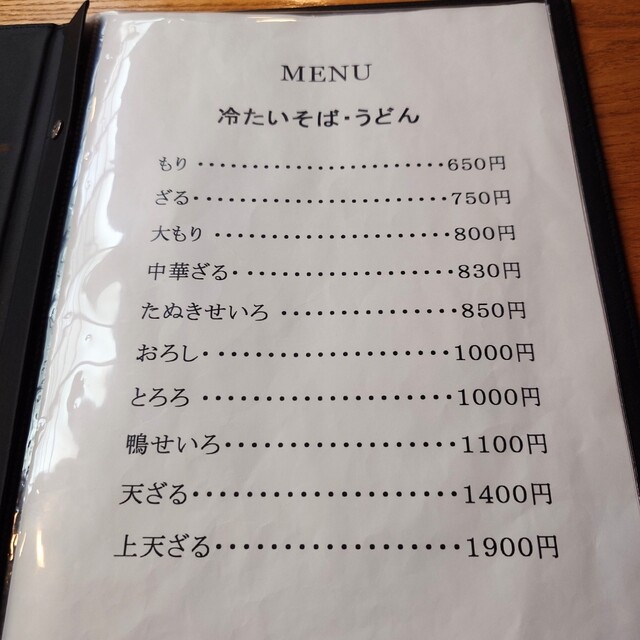 MENU
冷たいそば・うどん
もり・・・・・・・・・・・・・・・・・・・・・・・650円
ざる・・・・・・・・・・・・・・・・・・・・・・・750円
大もり・・・・・・・・・・・・・・・・・・・・・800円
中華ざる・・・・・・・・・・・・・・・・・・・・830円
たぬきせいろ・・・・・・・・・・・・・・・・850円
おろし・・・・・・・・・・・・・・・・・・・・・・1000円
とろろ・・・・・・・・・・・・・・・・・・・・・・1000円
鴨せいろ・・・・・・・・・・・・・・・・・・・1100円
天ざる・・・・・・・・・・・・・・・・・・・・・1400円
上天ざる・・・・・・・・・・・・・・・・・・・1900円